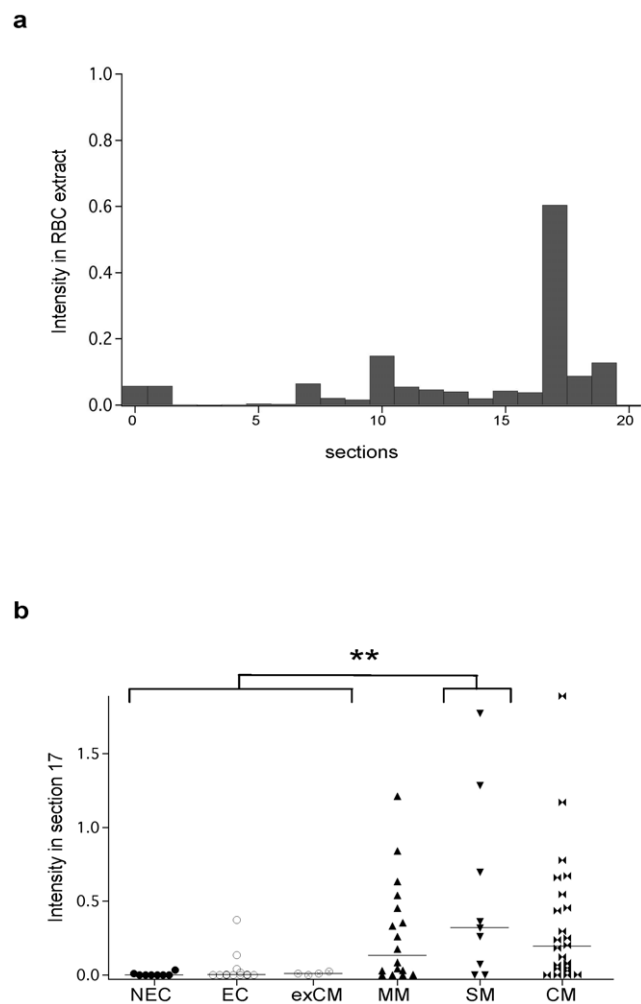 a
Intensity in RBC extract
1.0
0.8
0.6
0.4
0.2
0.0
0 5 10 15 20
sections
b
**
Intensity in section 17
1.5
1.0
0.5
0.0
NEC EC exCM MM SM CM